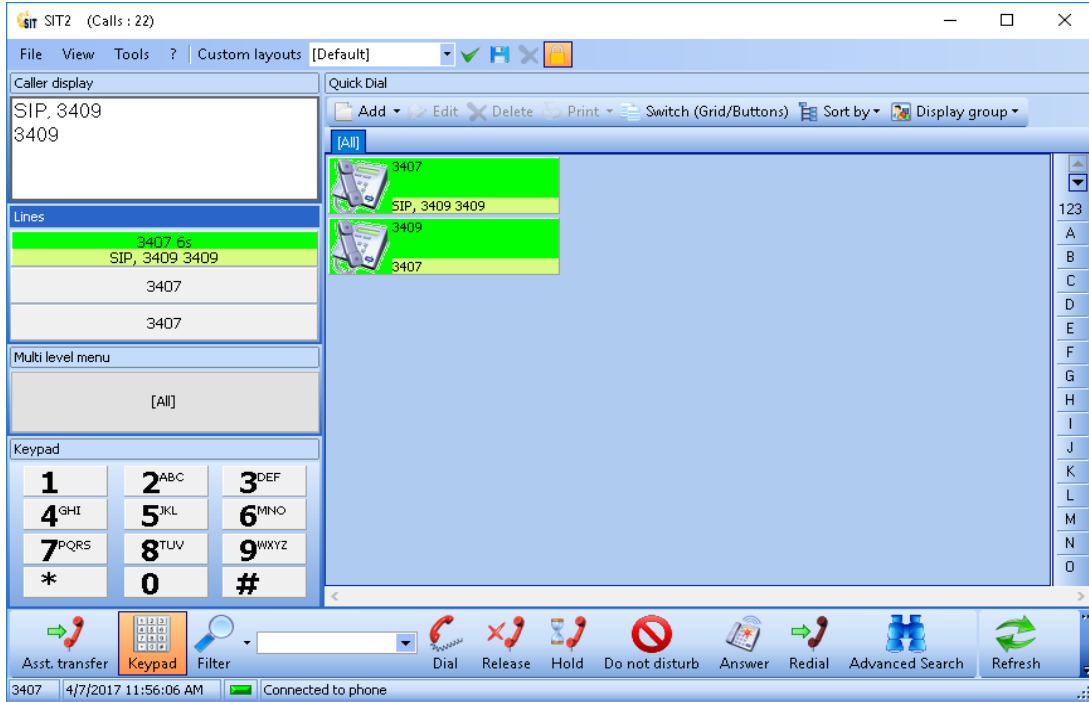 SIT SIT2 (Calls : 22)
File View Tools ? Custom layouts [Default]
Caller display
SIP, 3409
3409
Lines
3407 6s
SIP, 3409 3409
3407
3407
Multi level menu
[All]
Keypad
1 2ABC 3DEF
4GHI 5JKL 6MNO
7PQRS 8TUV 9WXYZ
* 0 #
Quick Dial
Add Edit Delete Print Switch (Grid/Buttons) Sort by Display group
[All]
3407
SIP, 3409 3409
3409
3407
123
A
B
C
D
E
F
G
H
I
J
K
L
M
N
O
Asst. transfer Keypad Filter Dial Release Hold Do not disturb Answer Redial Advanced Search Refresh
3407 4/7/2017 11:56:06 AM Connected to phone